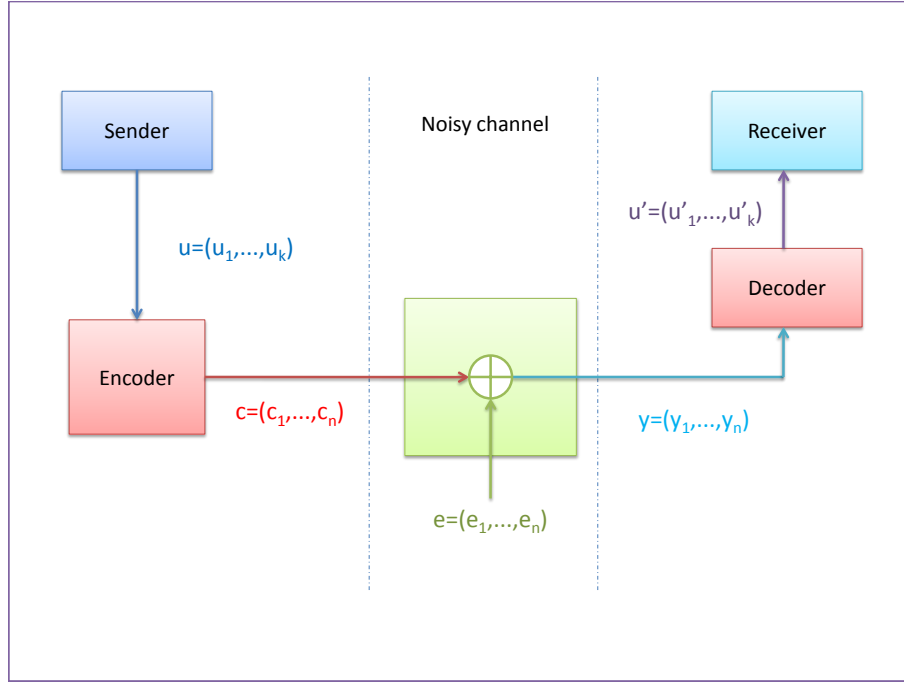 Sender
Noisy channel
Receiver
u=(u₁,...,uₖ)
u’=(u’₁,...,u’ₖ)
Encoder
Decoder
c=(c₁,...,cₙ)
y=(y₁,...,yₙ)
e=(e₁,...,eₙ)